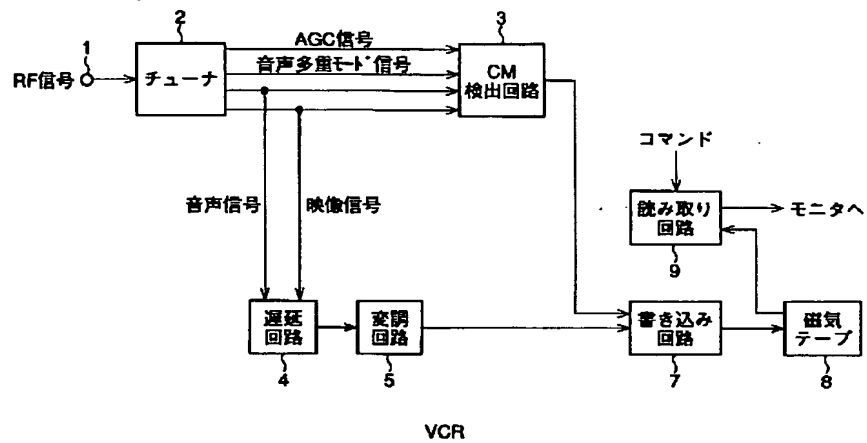 2
3
1
AGC信号
音声多重ﾓｰﾄﾞ信号
RF信号
チューナ
CM
検出回路
コマンド
音声信号
映像信号
読み取り
回路
モニタへ
9
遅延
回路
変調
回路
書き込み
回路
磁気
テープ
4
5
7
8
VCR